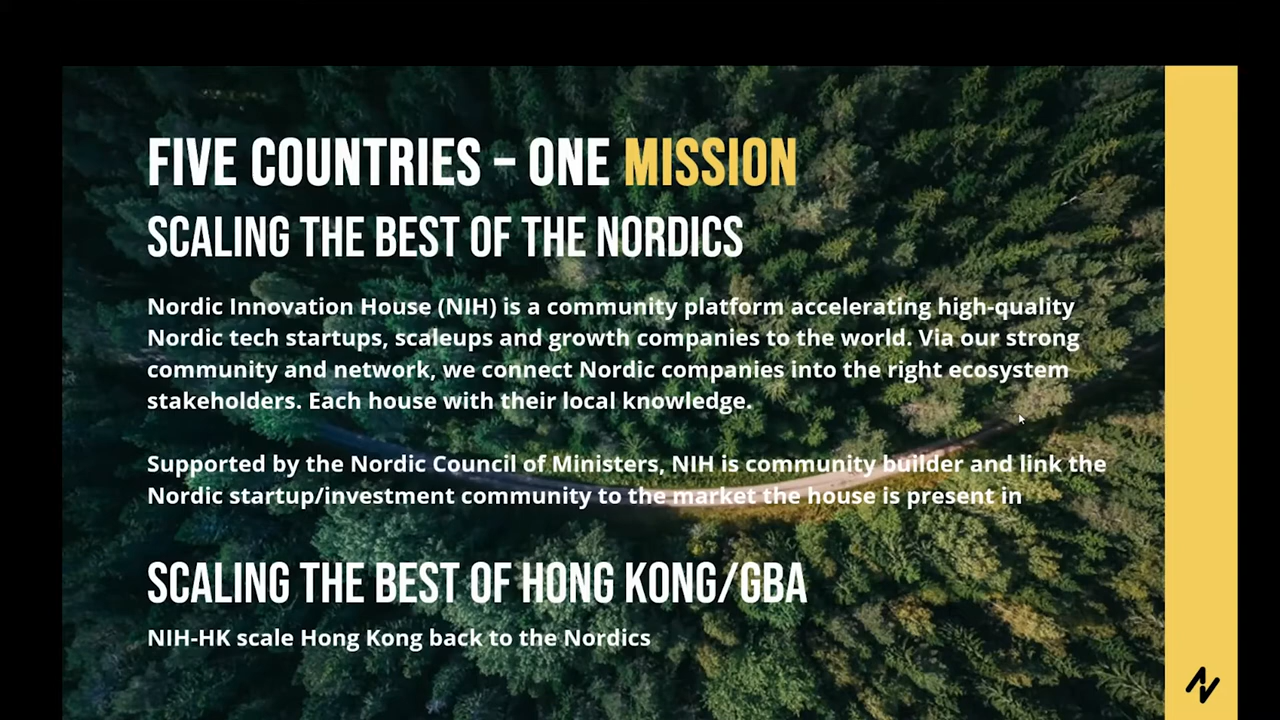 FIVE COUNTRIES – ONE MISSION
SCALING THE BEST OF THE NORDICS
Nordic Innovation House (NIH) is a community platform accelerating high-quality
Nordic tech startups, scaleups and growth companies to the world. Via our strong
community and network, we connect Nordic companies into the right ecosystem
stakeholders. Each house with their local knowledge.
Supported by the Nordic Council of Ministers, NIH is community builder and link the
Nordic startup/investment community to the market the house is present in
SCALING THE BEST OF HONG KONG/GBA
NIH-HK scale Hong Kong back to the Nordics